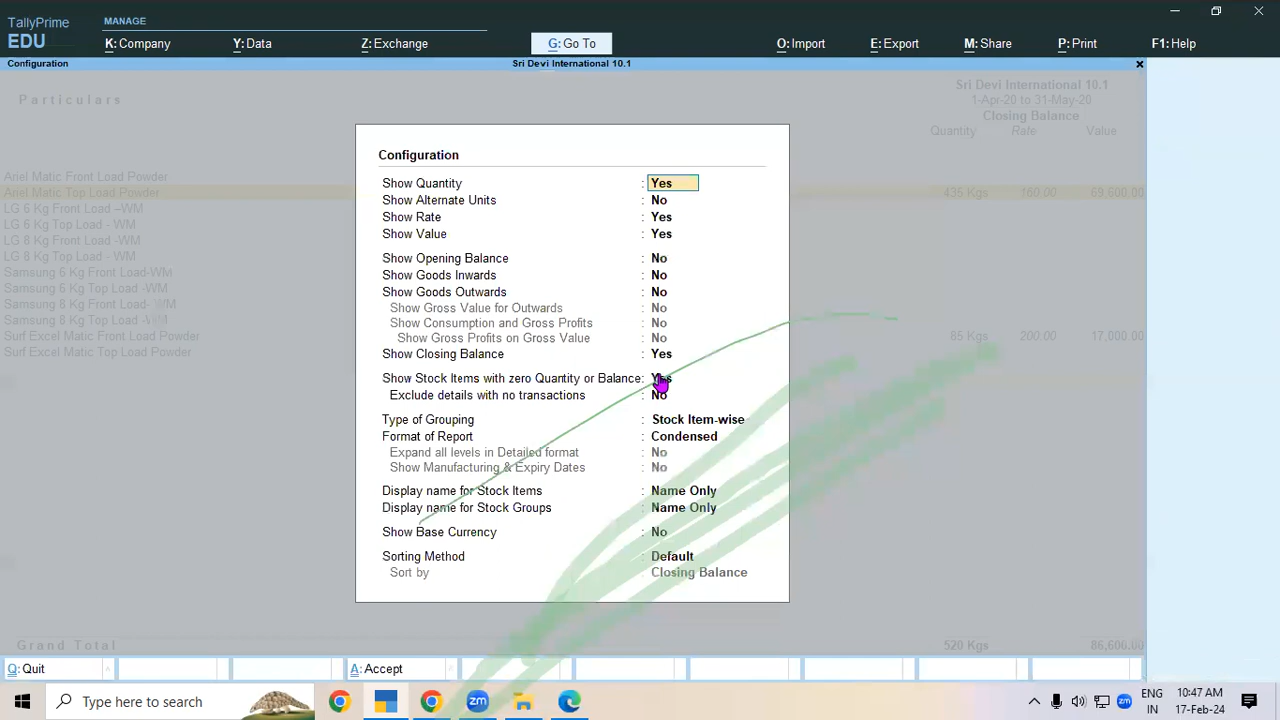 TallyPrime
MANAGE
EDU
K: Company
Y: Data
Z: Exchange
G: Go To
O: Import
E: Export
M: Share
P: Print
F1: Help
Configuration
Sri Devi International 10.1
Particulars
Sri Devi International 10.1
1-Apr-20 to 31-May-20
Closing Balance
Quantity Rate Value
Ariel Matic Front Load Powder
Ariel Matic Top Load Powder 435 Kgs 160.00 69,600.00
LG 6 Kg Front Load –WM
LG 6 Kg Top Load - WM
LG 8 Kg Front Load -WM
LG 8 Kg Top Load - WM
Samsung 6 Kg Front Load-WM
Samsung 6 Kg Top Load - WM
Samsung 8 Kg Front Load- WM
Samsung 8 Kg Top Load -WM
Surf Excel Matic Front Load Powder 85 Kgs 200.00 17,000.00
Surf Excel Matic Top Load Powder
Configuration
Show Quantity : Yes
Show Alternate Units : No
Show Rate : Yes
Show Value : Yes
Show Opening Balance : No
Show Goods Inwards : No
Show Goods Outwards : No
Show Gross Value for Outwards : No
Show Consumption and Gross Profits : No
Show Gross Profits on Gross Value : No
Show Closing Balance : Yes
Show Stock Items with zero Quantity or Balance: Yes
Exclude details with no transactions : No
Type of Grouping : Stock Item-wise
Format of Report : Condensed
Expand all levels in Detailed format : No
Show Manufacturing & Expiry Dates : No
Display name for Stock Items : Name Only
Display name for Stock Groups : Name Only
Show Base Currency : No
Sorting Method : Default
Sort by : Closing Balance
Grand Total 520 Kgs 86,600.00
Q: Quit
A: Accept
Type here to search
zm
zm
ENG
IN
10:47 AM
17-Feb-24